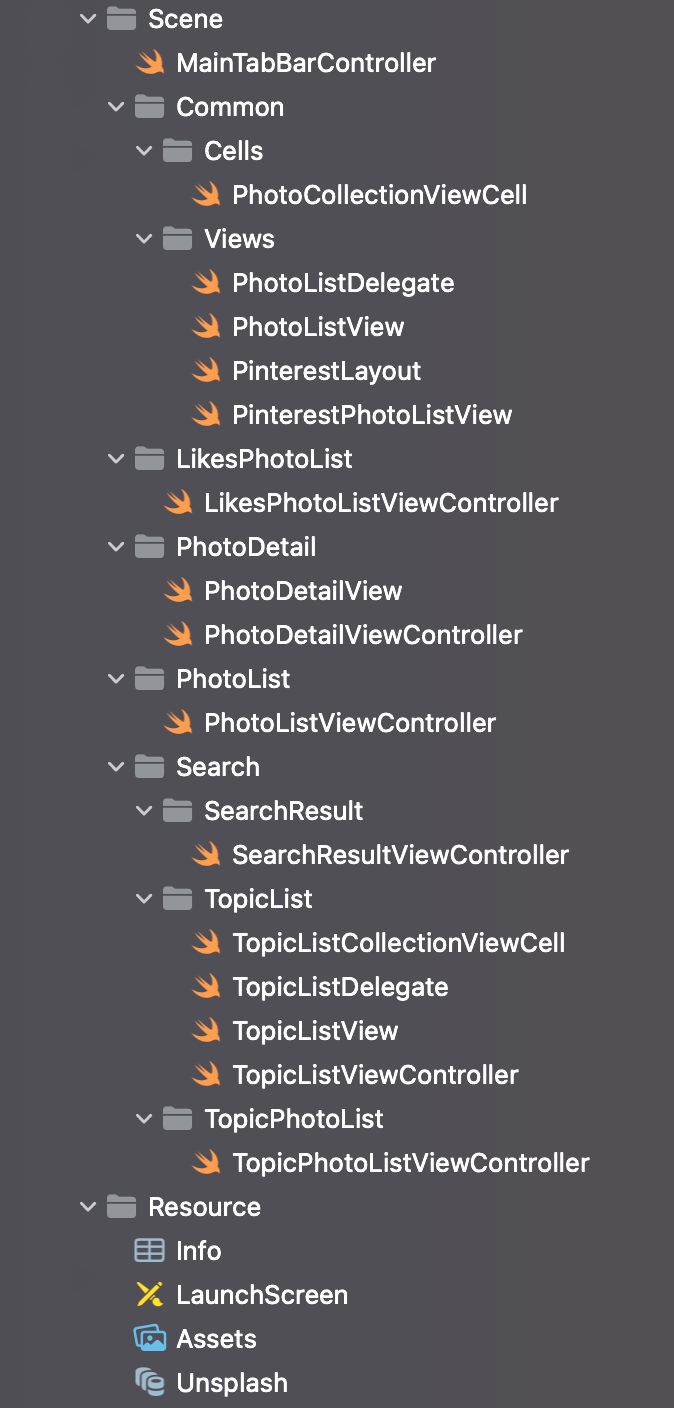 Scene
MainTabBarController
Common
Cells
PhotoCollectionViewCell
Views
PhotoListDelegate
PhotoListView
PinterestLayout
PinterestPhotoListView
LikesPhotoList
LikesPhotoListViewController
PhotoDetail
PhotoDetailView
PhotoDetailViewController
PhotoList
PhotoListViewController
Search
SearchResult
SearchResultViewController
TopicList
TopicListCollectionViewCell
TopicListDelegate
TopicListView
TopicListViewController
TopicPhotoList
TopicPhotoListViewController
Resource
Info
LaunchScreen
Assets
Unsplash